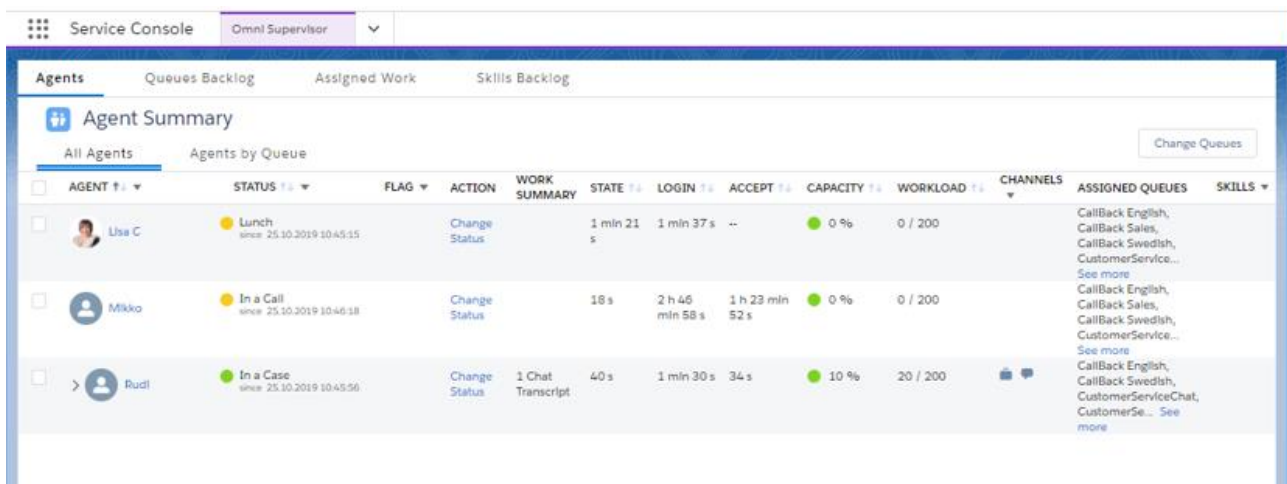 Service Console Omni Supervisor
Agents Queues Backlog Assigned Work Skills Backlog
Agent Summary
Change Queues
All Agents Agents by Queue
AGENT STATUS FLAG ACTION WORK SUMMARY STATE LOGIN ACCEPT CAPACITY WORKLOAD CHANNELS ASSIGNED QUEUES SKILLS
Lisa C
Lunch
since 25.10.2019 10:45:15
Change
Status
1 min 21
s
1 min 37 s
--
0 %
0 / 200
CallBack English,
CallBack Sales,
CallBack Swedish,
CustomerService...
See more
Mikko
In a Call
since 25.10.2019 10:46:18
Change
Status
18 s
2 h 46
min 58 s
1 h 23 min
52 s
0 %
0 / 200
CallBack English,
CallBack Sales,
CallBack Swedish,
CustomerService...
See more
Rudi
In a Case
since 25.10.2019 10:45:56
Change
Status
1 Chat
Transcript
40 s
1 min 30 s
34 s
10 %
20 / 200
CallBack English,
CallBack Swedish,
CustomerServiceChat,
CustomerSe... See
more